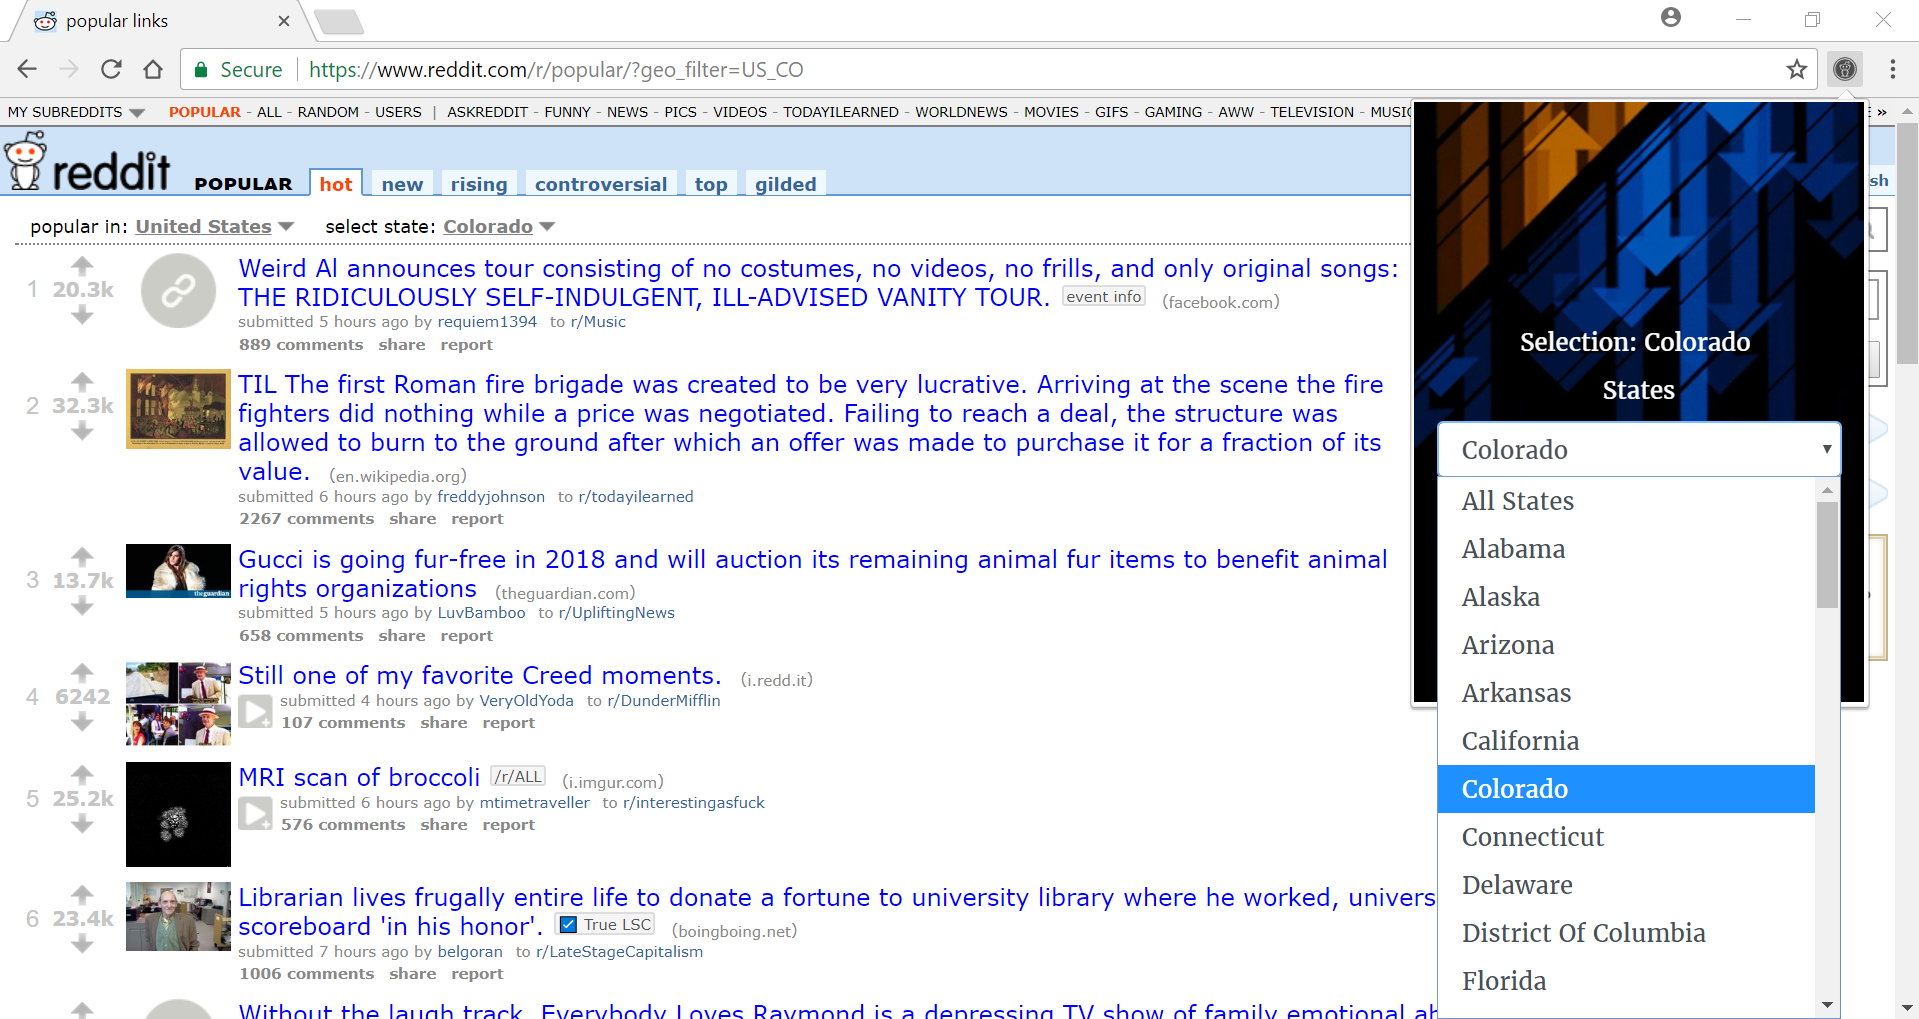 popular links
Secure https://www.reddit.com/r/popular/?geo_filter=US_CO
MY SUBREDDITS POPULAR - ALL - RANDOM - USERS | ASKREDDIT - FUNNY - NEWS - PICS - VIDEOS - TODAYILEARNED - WORLDNEWS - MOVIES - GIFS - GAMING - AWW - TELEVISION - MUSIC »
reddit POPULAR hot new rising controversial top gilded
popular in: United States select state: Colorado
1 20.3k
Weird Al announces tour consisting of no costumes, no videos, no frills, and only original songs:
THE RIDICULOUSLY SELF-INDULGENT, ILL-ADVISED VANITY TOUR. event info (facebook.com)
submitted 5 hours ago by requiem1394 to r/Music
889 comments share report
2 32.3k
TIL The first Roman fire brigade was created to be very lucrative. Arriving at the scene the fire
fighters did nothing while a price was negotiated. Failing to reach a deal, the structure was
allowed to burn to the ground after which an offer was made to purchase it for a fraction of its
value. (en.wikipedia.org)
submitted 6 hours ago by freddyjohnson to r/todayilearned
2267 comments share report
3 13.7k
theguardian
Gucci is going fur-free in 2018 and will auction its remaining animal fur items to benefit animal
rights organizations (theguardian.com)
submitted 5 hours ago by LuvBamboo to r/UpliftingNews
658 comments share report
4 6242
Still one of my favorite Creed moments. (i.redd.it)
submitted 4 hours ago by VeryOldYoda to r/DunderMifflin
107 comments share report
5 25.2k
MRI scan of broccoli /r/ALL (i.imgur.com)
submitted 6 hours ago by mtimetraveller to r/interestingasfuck
576 comments share report
6 23.4k
Librarian lives frugally entire life to donate a fortune to university library where he worked, univers
scoreboard 'in his honor'. True LSC (boingboing.net)
submitted 7 hours ago by belgoran to r/LateStageCapitalism
1006 comments share report
Without the laugh track, Everybody Loves Raymond is a depressing TV show of family emotional ab
Selection: Colorado
States
Colorado
All States
Alabama
Alaska
Arizona
Arkansas
California
Colorado
Connecticut
Delaware
District Of Columbia
Florida